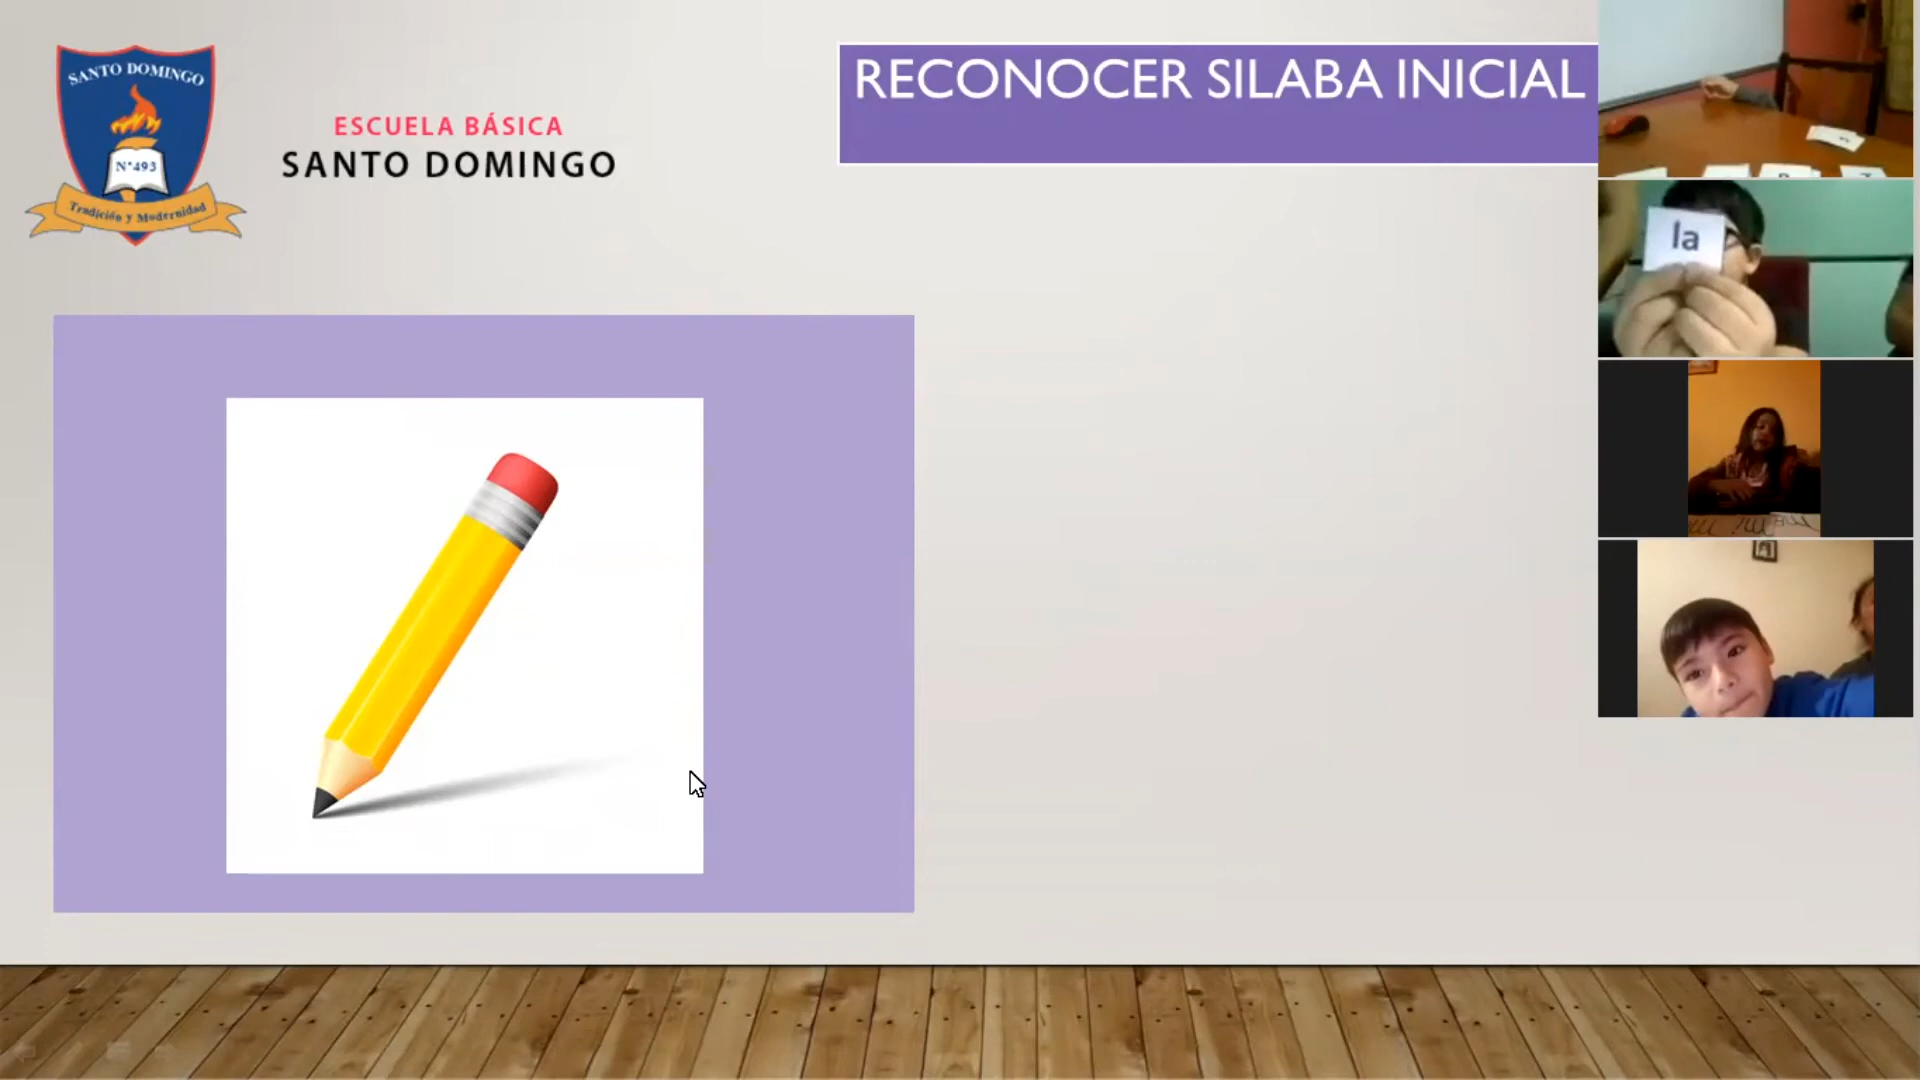 SANTO DOMINGO
N°493
Tradición y Modernidad
ESCUELA BÁSICA
SANTO DOMINGO
RECONOCER SILABA INICIAL
la